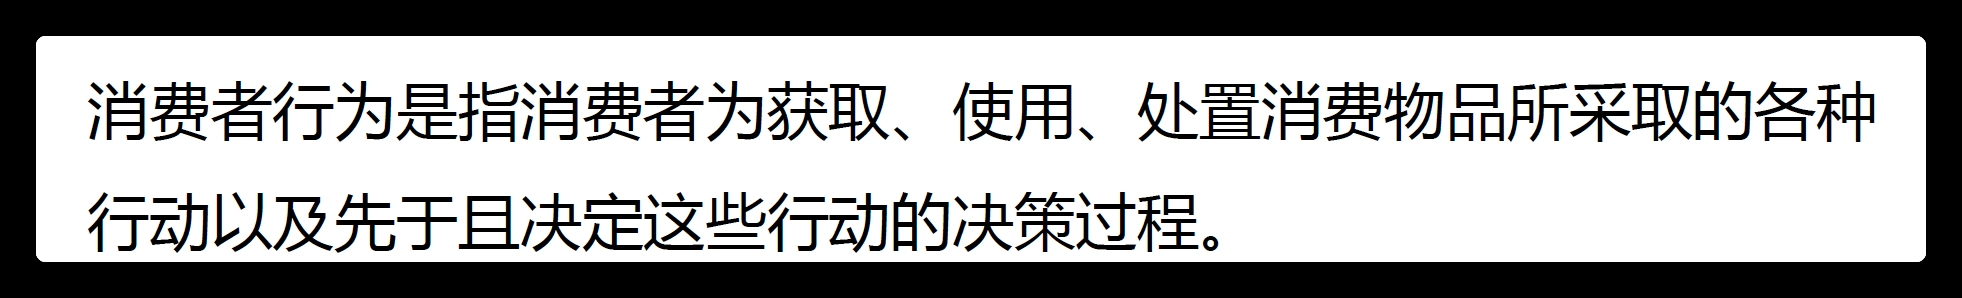 消费者行为是指消费者为获取、使用、处置消费物品所采取的各种
行动以及先于且决定这些行动的决策过程。